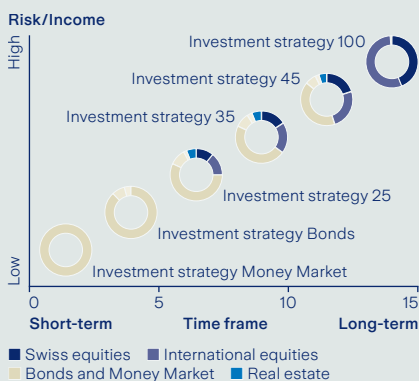 Risk/Income
High
Investment strategy 100
Investment strategy 45
Investment strategy 35
Investment strategy 25
Investment strategy Bonds
Low
Investment strategy Money Market
0 5 10 15
Short-term Time frame Long-term
Swiss equities International equities
Bonds and Money Market Real estate